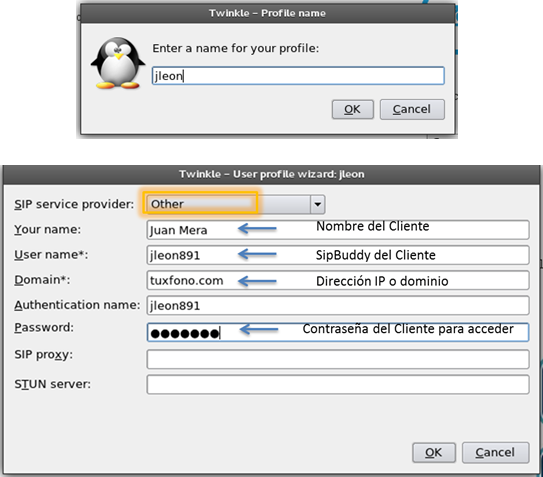 Twinkle – Profile name
Enter a name for your profile:
jleon
OK Cancel
Twinkle – User profile wizard: jleon
SIP service provider: Other
Your name: Juan Mera Nombre del Cliente
User name*: jleon891 SipBuddy del Cliente
Domain*: tuxfono.com Dirección IP o dominio
Authentication name: jleon891
Password: ●●●●●●● Contraseña del Cliente para acceder
SIP proxy:
STUN server:
OK Cancel